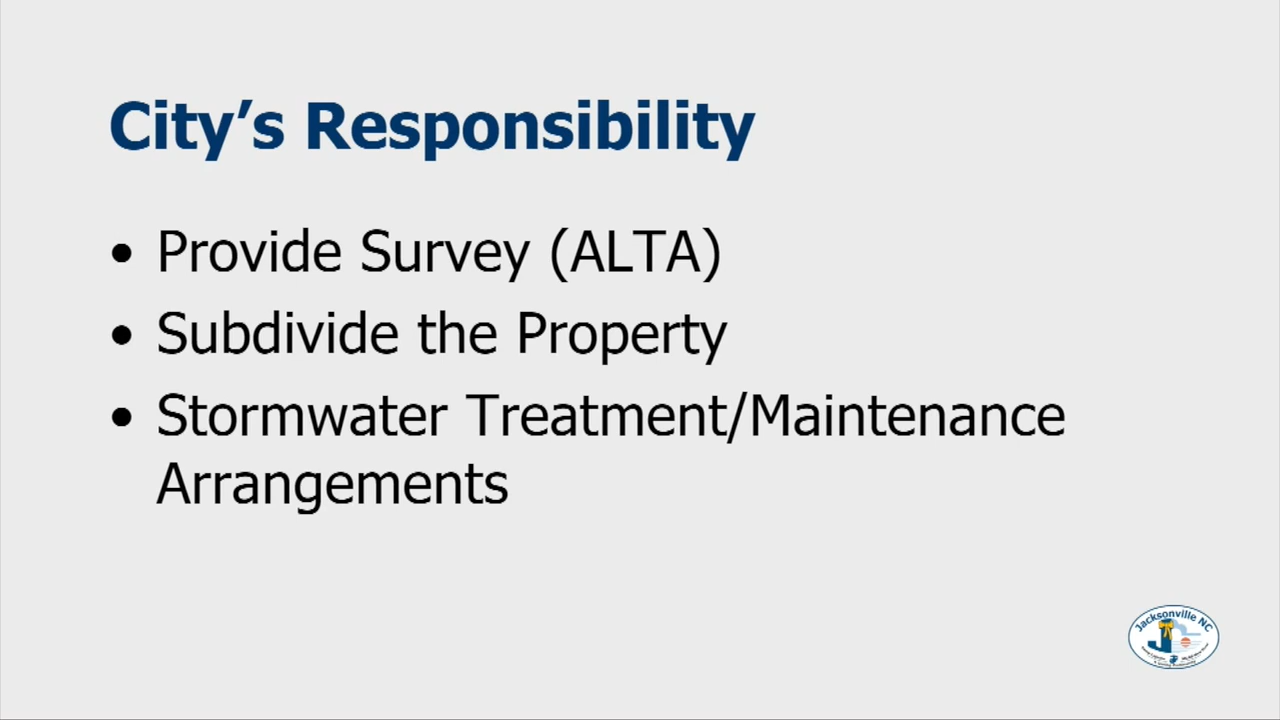 City’s Responsibility
• Provide Survey (ALTA)
• Subdivide the Property
• Stormwater Treatment/Maintenance
Arrangements
Jacksonville NC